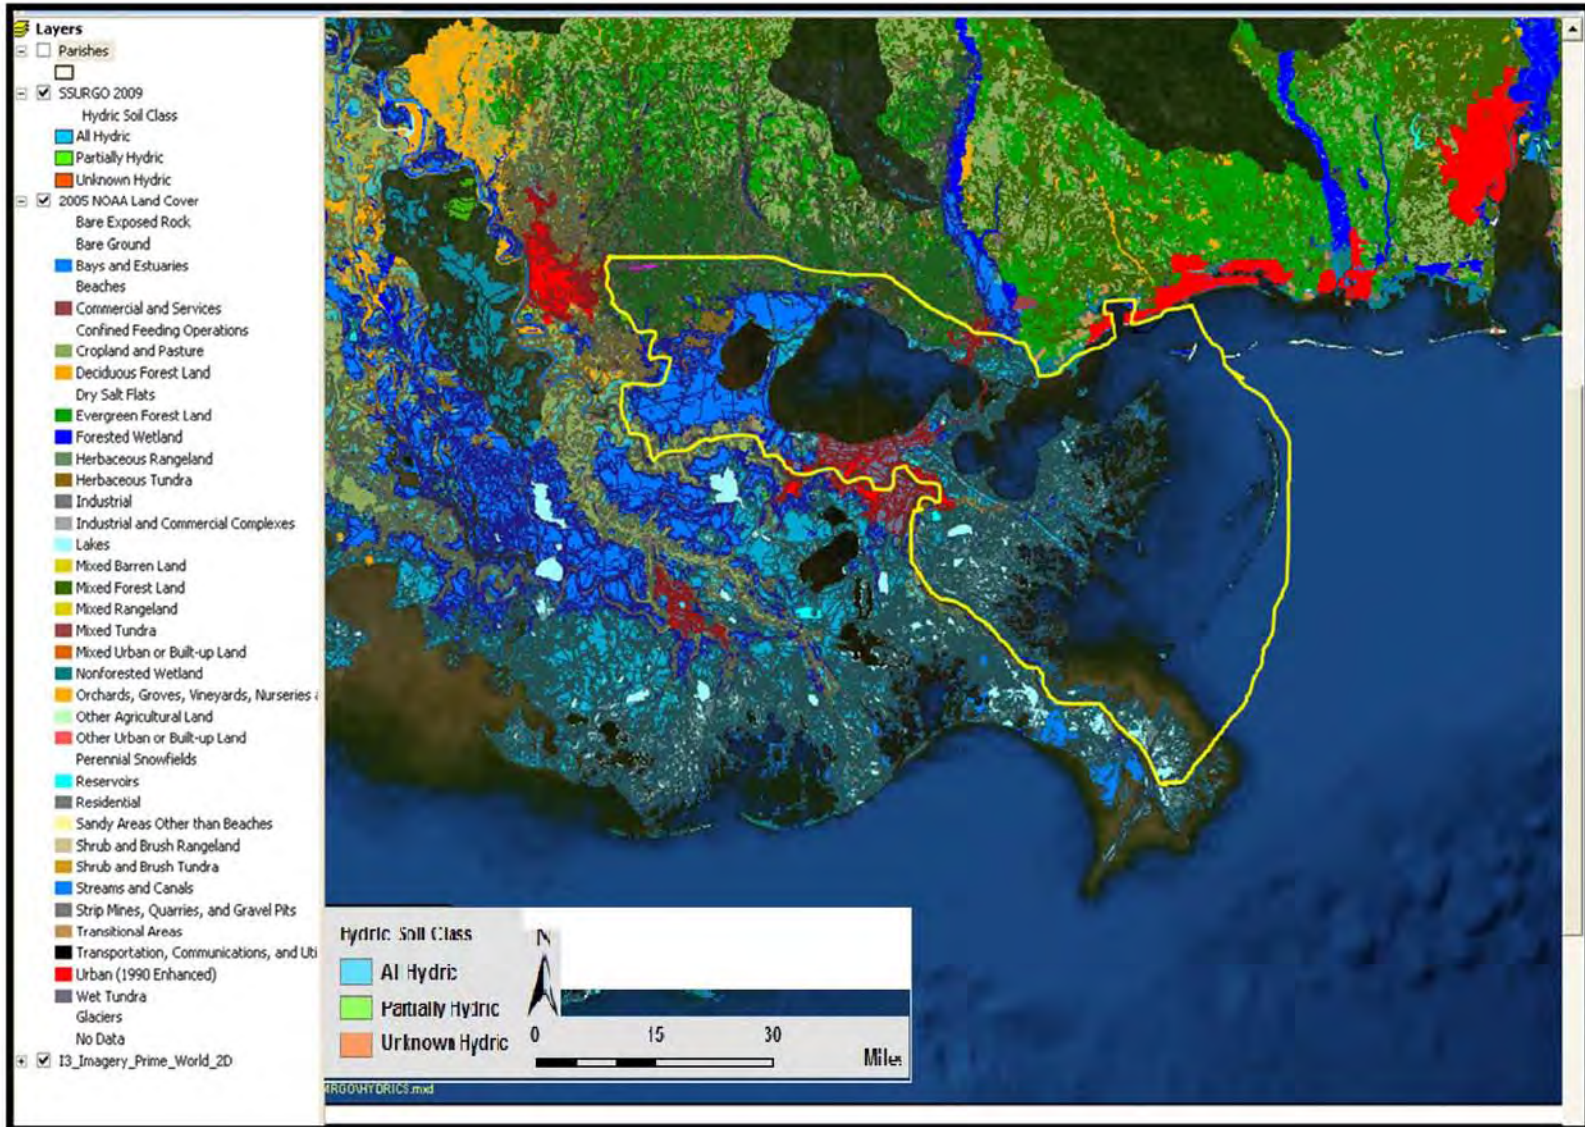 Layers
Parishes
SSURGO 2009
Hydric Soil Class
All Hydric
Partially Hydric
Unknown Hydric
2005 NOAA Land Cover
Bare Exposed Rock
Bare Ground
Bays and Estuaries
Beaches
Commercial and Services
Confined Feeding Operations
Cropland and Pasture
Deciduous Forest Land
Dry Salt Flats
Evergreen Forest Land
Forested Wetland
Herbaceous Rangeland
Herbaceous Tundra
Industrial
Industrial and Commercial Complexes
Lakes
Mixed Barren Land
Mixed Forest Land
Mixed Rangeland
Mixed Tundra
Mixed Urban or Built-up Land
Nonforested Wetland
Orchards, Groves, Vineyards, Nurseries a
Other Agricultural Land
Other Urban or Built-up Land
Perennial Snowfields
Reservoirs
Residential
Sandy Areas Other than Beaches
Shrub and Brush Rangeland
Shrub and Brush Tundra
Streams and Canals
Strip Mines, Quarries, and Gravel Pits
Transitional Areas
Transportation, Communications, and Uti
Urban (1990 Enhanced)
Wet Tundra
Glaciers
No Data
I3_Imagery_Prime_World_2D
Hydric Soil Class
All Hydric
Partially Hydric
Unknown Hydric
N
0 15 30
Miles
MRGO\HYDRICS.mxd